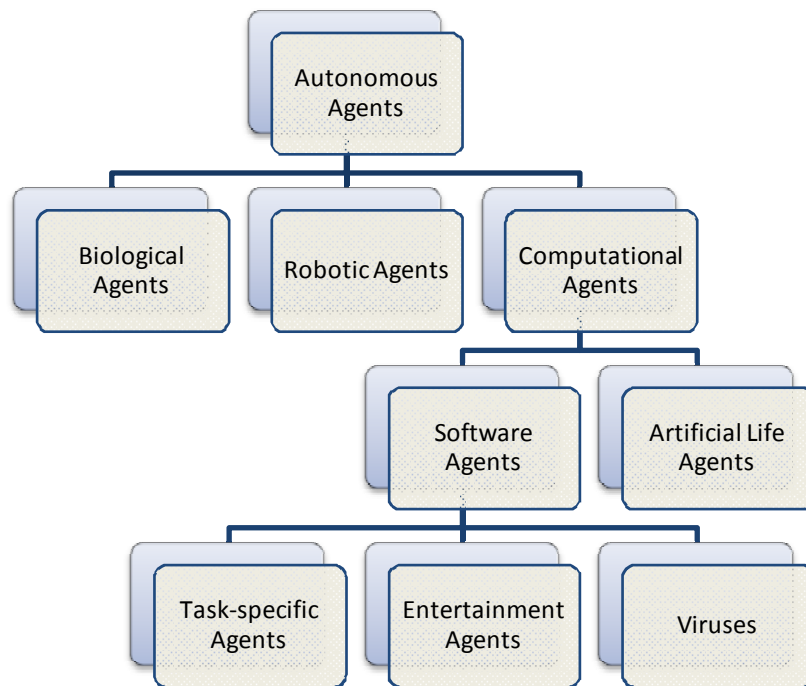 Autonomous
Agents
Biological
Agents
Robotic Agents
Computational
Agents
Software
Agents
Artificial Life
Agents
Task-specific
Agents
Entertainment
Agents
Viruses